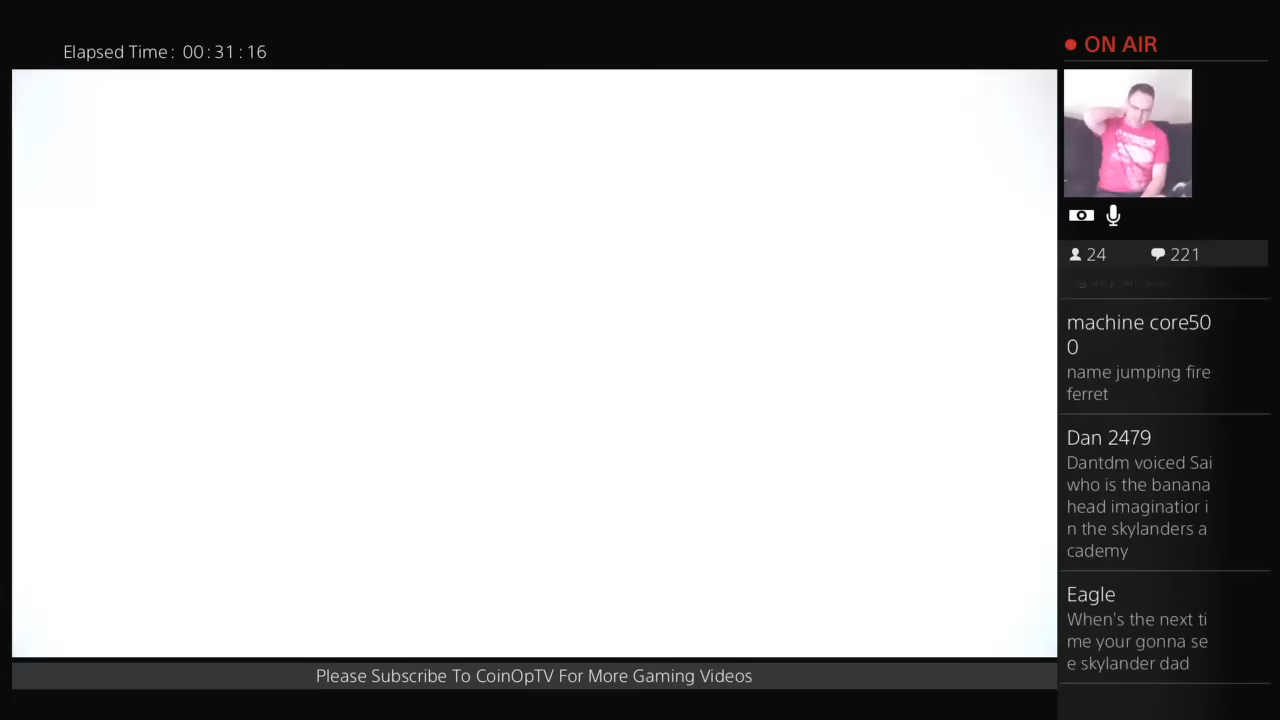 Elapsed Time: 00:31:16
ON AIR
24 221
machine core50
0
name jumping fire
ferret
Dan 2479
Dantdm voiced Sai
who is the banana
head imaginatior i
n the skylanders a
cademy
Eagle
When's the next ti
me your gonna se
e skylander dad
Please Subscribe To CoinOpTV For More Gaming Videos